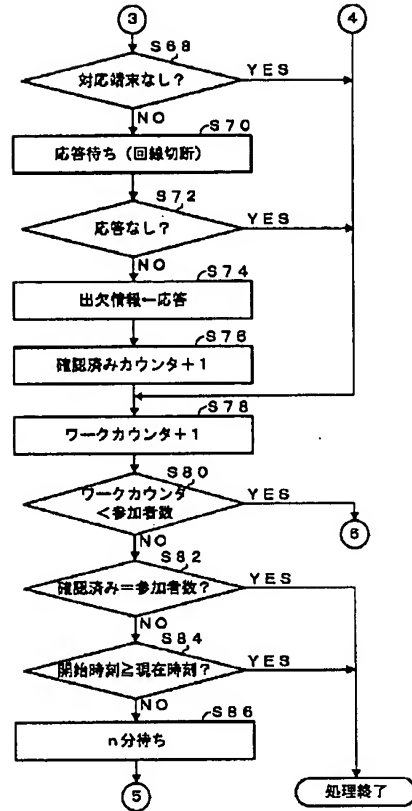 ③ ④
S68
対応端末なし? YES
NO
S70
応答待ち(回線切断)
S72
応答なし? YES
NO
S74
出欠情報←応答
S76
確認済みカウンタ+1
S78
ワークカウンタ+1
S80
ワークカウンタ
<参加者数 YES
⑥
NO
S82
確認済み=参加者数? YES
NO
S84
開始時刻≧現在時刻? YES
NO
S86
n分待ち
⑤
処理終了